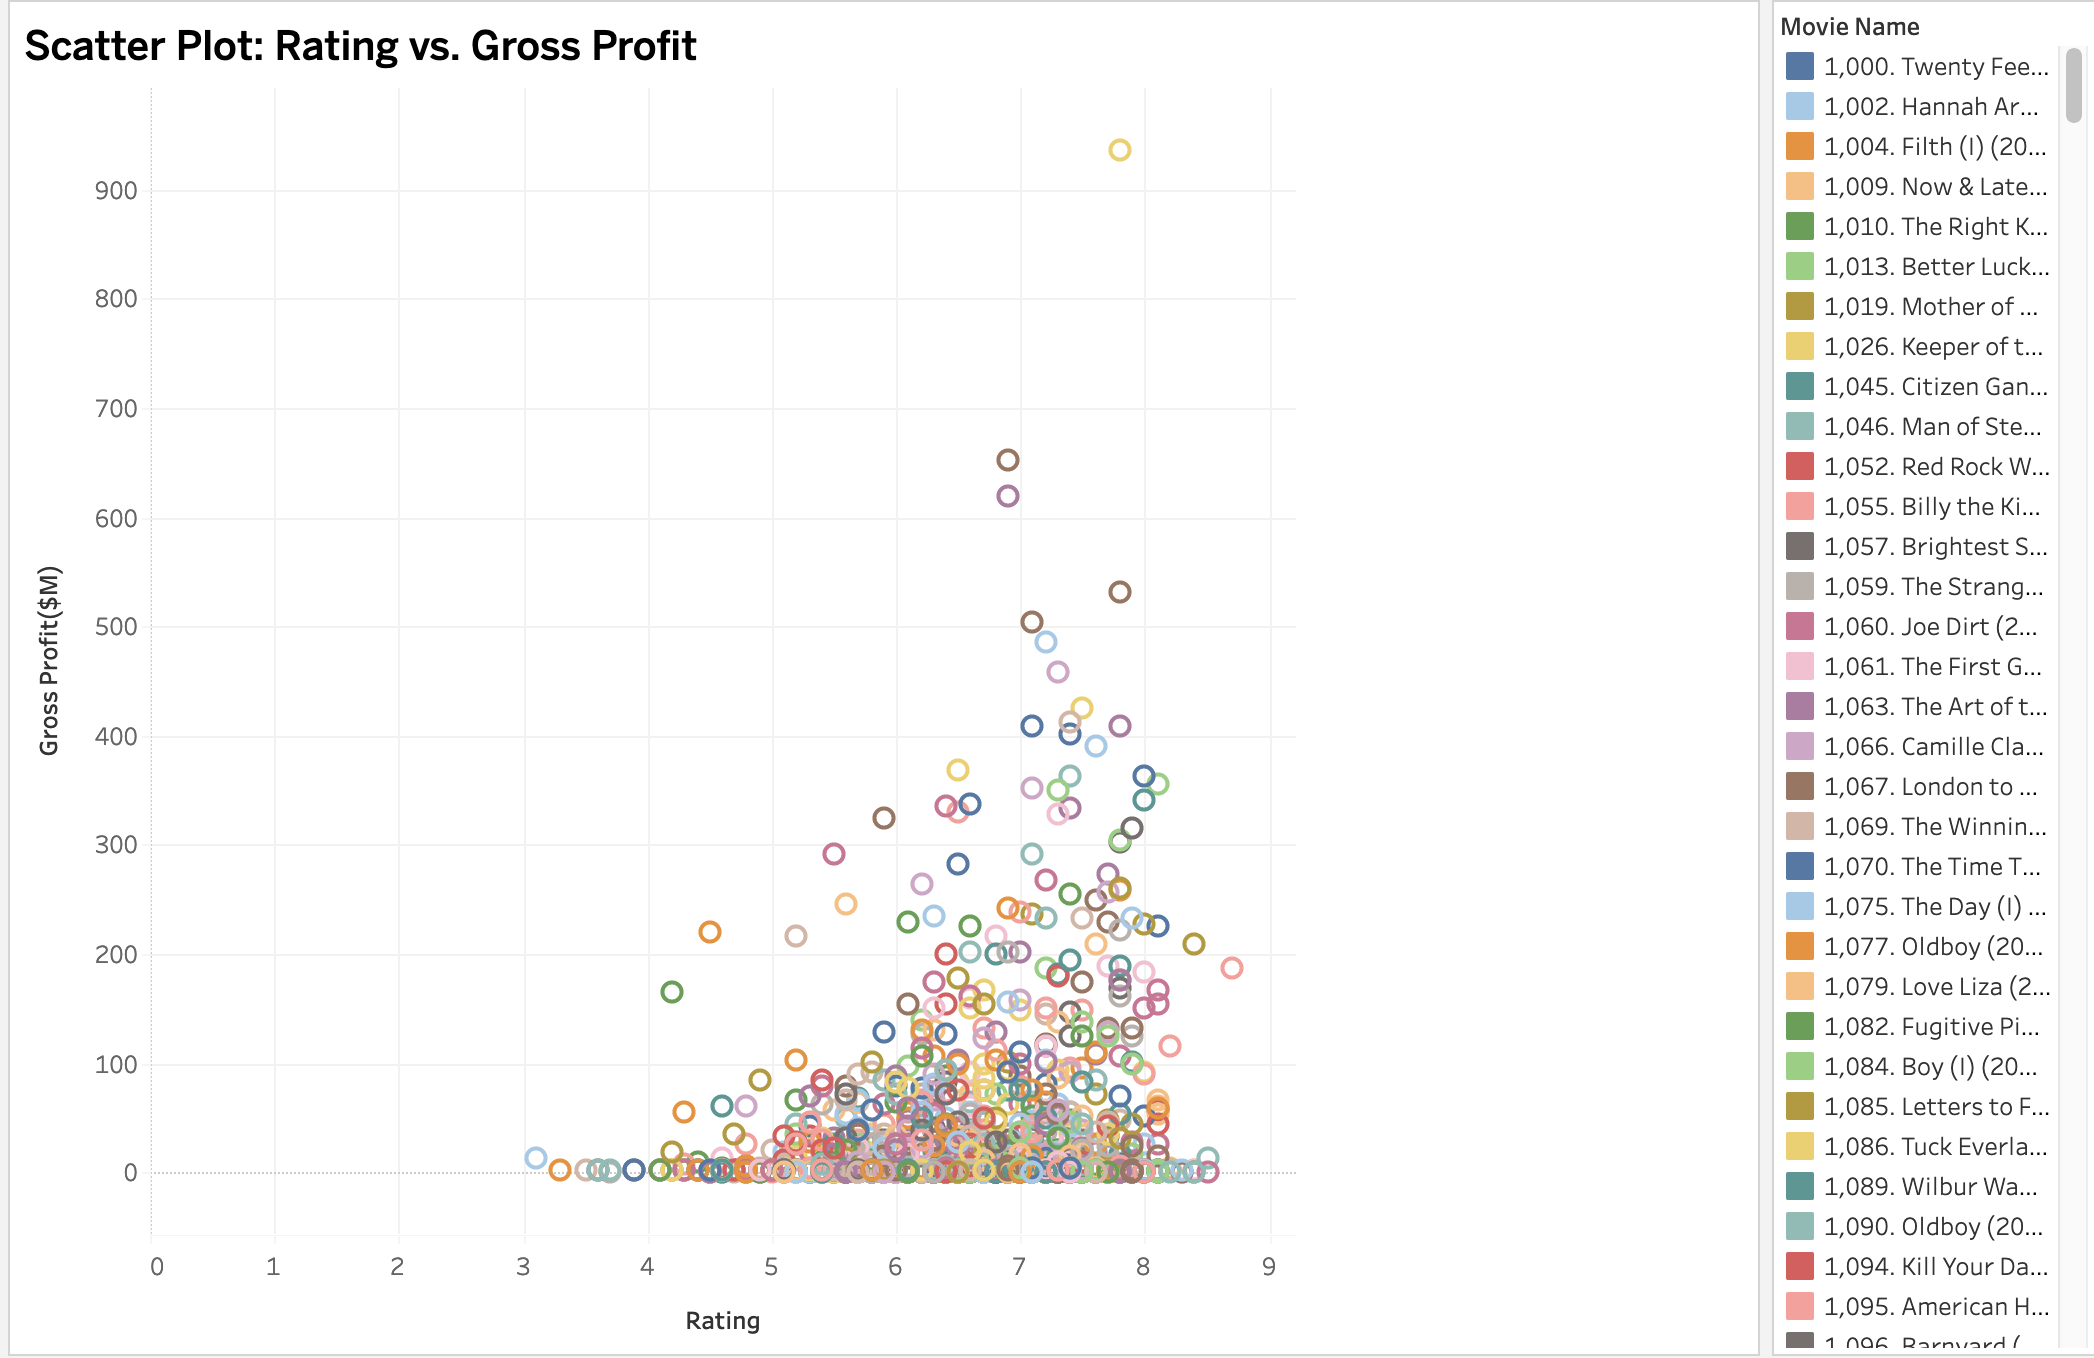 Scatter Plot: Rating vs. Gross Profit
Gross Profit($M)
900
800
700
600
500
400
300
200
100
0
0 1 2 3 4 5 6 7 8 9
Rating
Movie Name
1,000. Twenty Fee...
1,002. Hannah Ar...
1,004. Filth (I) (20...
1,009. Now & Late...
1,010. The Right K...
1,013. Better Luck...
1,019. Mother of ...
1,026. Keeper of t...
1,045. Citizen Gan...
1,046. Man of Ste...
1,052. Red Rock W...
1,055. Billy the Ki...
1,057. Brightest S...
1,059. The Strang...
1,060. Joe Dirt (2...
1,061. The First G...
1,063. The Art of t...
1,066. Camille Cla...
1,067. London to ...
1,069. The Winnin...
1,070. The Time T...
1,075. The Day (I) ...
1,077. Oldboy (20...
1,079. Love Liza (2...
1,082. Fugitive Pi...
1,084. Boy (I) (20...
1,085. Letters to F...
1,086. Tuck Everla...
1,089. Wilbur Wa...
1,090. Oldboy (20...
1,094. Kill Your Da...
1,095. American H...
1,096. Barnyard (...